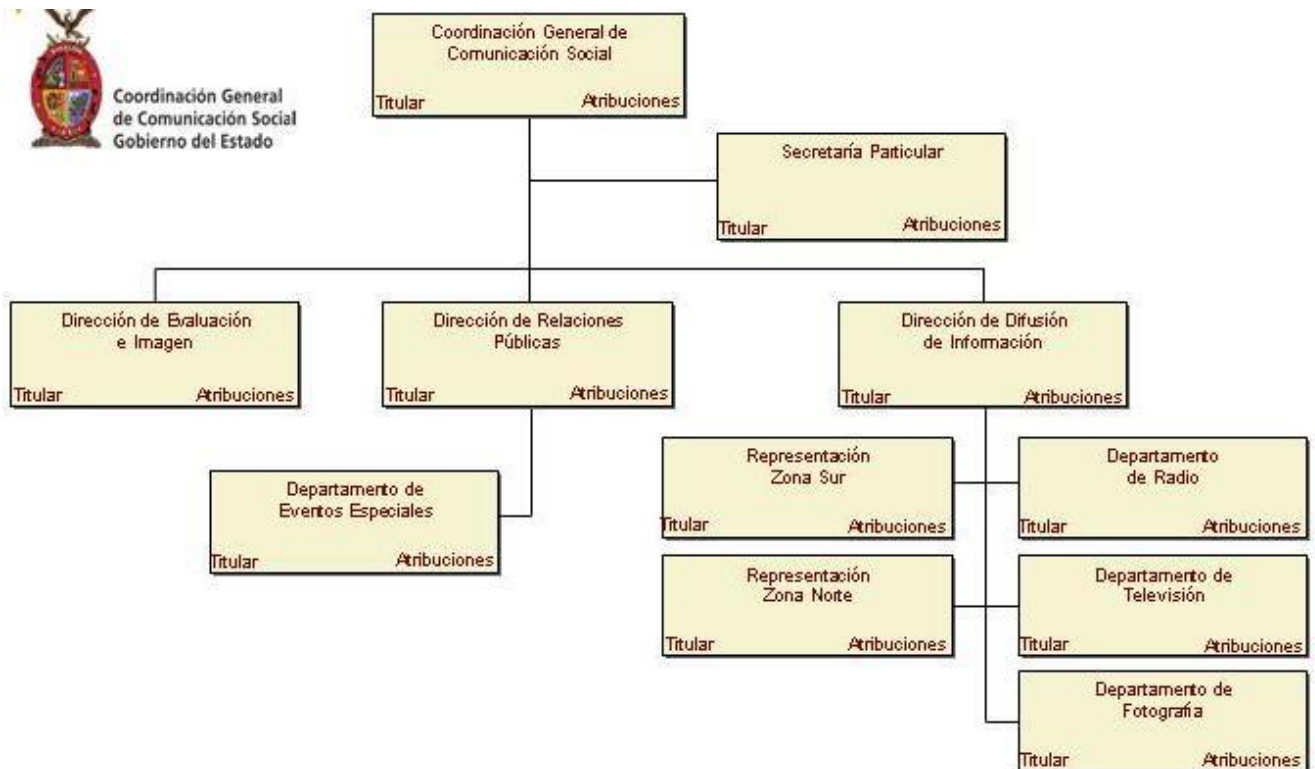 Coordinación General
de Comunicación Social
Gobierno del Estado
Coordinación General de
Comunicación Social
Titular Atribuciones
Secretaría Particular
Titular Atribuciones
Dirección de Evaluación
e Imagen
Titular Atribuciones
Dirección de Relaciones
Públicas
Titular Atribuciones
Dirección de Difusión
de Información
Titular Atribuciones
Departamento de
Eventos Especiales
Titular Atribuciones
Representación
Zona Sur
Titular Atribuciones
Departamento
de Radio
Titular Atribuciones
Representación
Zona Norte
Titular Atribuciones
Departamento de
Televisión
Titular Atribuciones
Departamento de
Fotografía
Titular Atribuciones